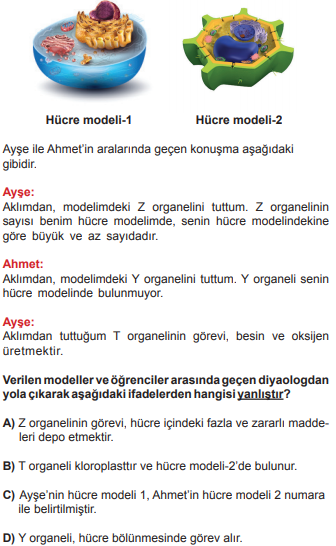 Hücre modeli-1 Hücre modeli-2
Ayşe ile Ahmet'in aralarında geçen konuşma aşağıdaki
gibidir.
Ayşe:
Aklımdan, modelimdeki Z organelini tuttum. Z organelinin
sayısı benim hücre modelimde, senin hücre modelindekine
göre büyük ve az sayıdadır.
Ahmet:
Aklımdan, modelimdeki Y organelini tuttum. Y organeli senin
hücre modelinde bulunmuyor.
Ayşe:
Aklımdan tuttuğum T organelinin görevi, besin ve oksijen
üretmektir.
Verilen modeller ve öğrenciler arasında geçen diyaologdan
yola çıkarak aşağıdaki ifadelerden hangisi yanlıştır?
A) Z organelinin görevi, hücre içindeki fazla ve zararlı madde-
leri depo etmektir.
B) T organeli kloroplasttır ve hücre modeli-2'de bulunur.
C) Ayşe'nin hücre modeli 1, Ahmet'in hücre modeli 2 numara
ile belirtilmiştir.
D) Y organeli, hücre bölünmesinde görev alır.